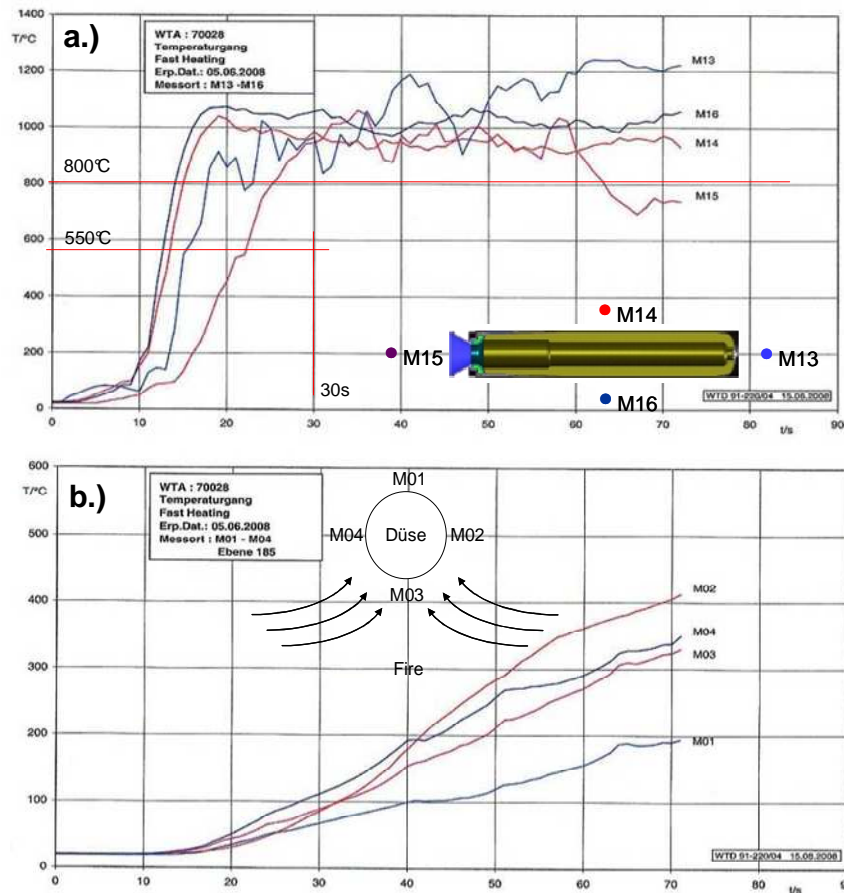 a.)
WTA : 70028
Temperaturgang
Fast Heating
Erp.Dat.: 05.06.2008
Messort : M13 -M16
T/°C
1400
1200
1000
800
600
400
200
0
800°C
550°C
M13
M16
M14
M15
M14
M15
M13
M16
30s
WTD 91-220/04 15.08.2008
0 10 20 30 40 50 60 70 80 90
t/s
b.)
WTA : 70028
Temperaturgang
Fast Heating
Erp.Dat.: 05.06.2008
Messort : M01 - M04
Ebene 185
T/°C
600
500
400
300
200
100
0
M01
M04
Düse
M02
M03
Fire
M02
M04
M03
M01
WTD 91-220/04 15.08.2008
0 10 20 30 40 50 60 70 80 90
t/s